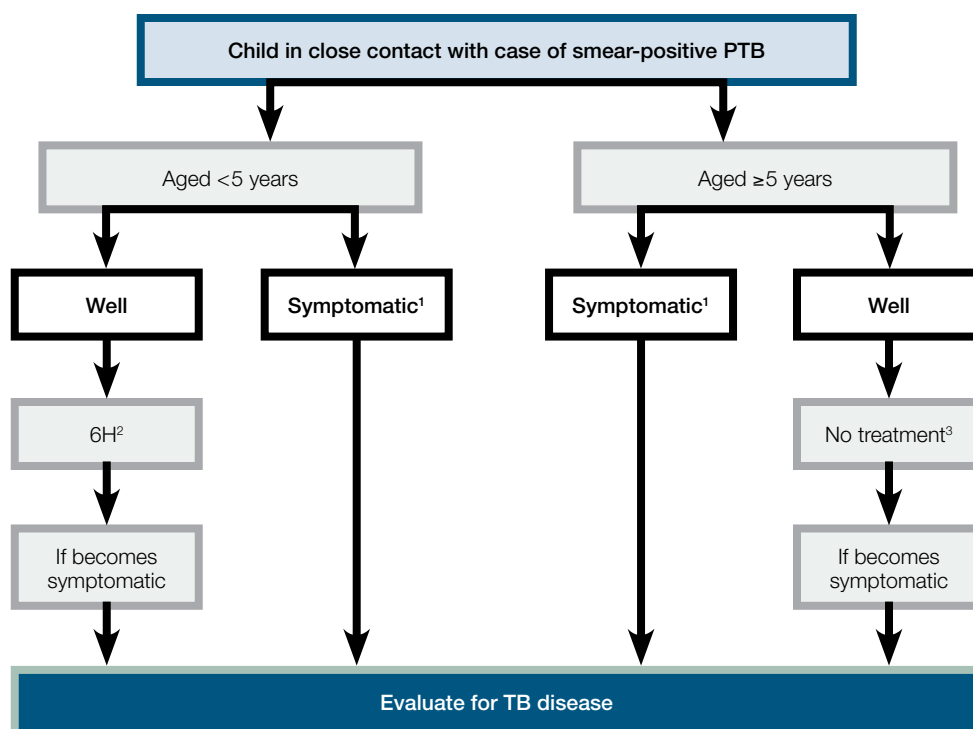 Child in close contact with case of smear-positive PTB
Aged <5 years
Aged ≥5 years
Well
Symptomatic¹
Symptomatic¹
Well
6H²
No treatment³
If becomes
symptomatic
If becomes
symptomatic
Evaluate for TB disease